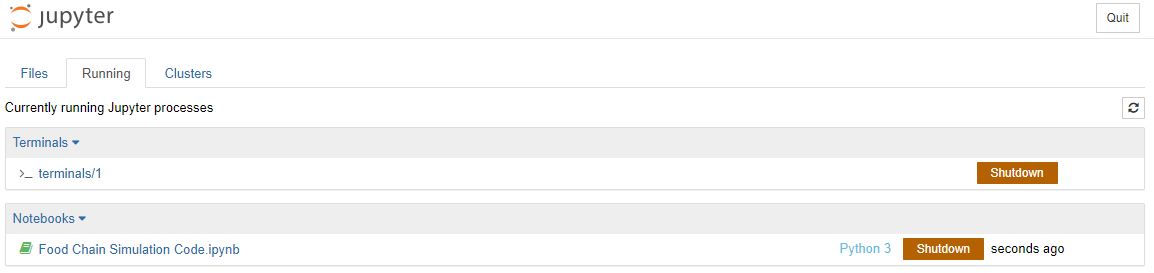 jupyter
Quit
Files Running Clusters
Currently running Jupyter processes
Terminals
>_ terminals/1 Shutdown
Notebooks
Food Chain Simulation Code.ipynb Python 3 Shutdown seconds ago